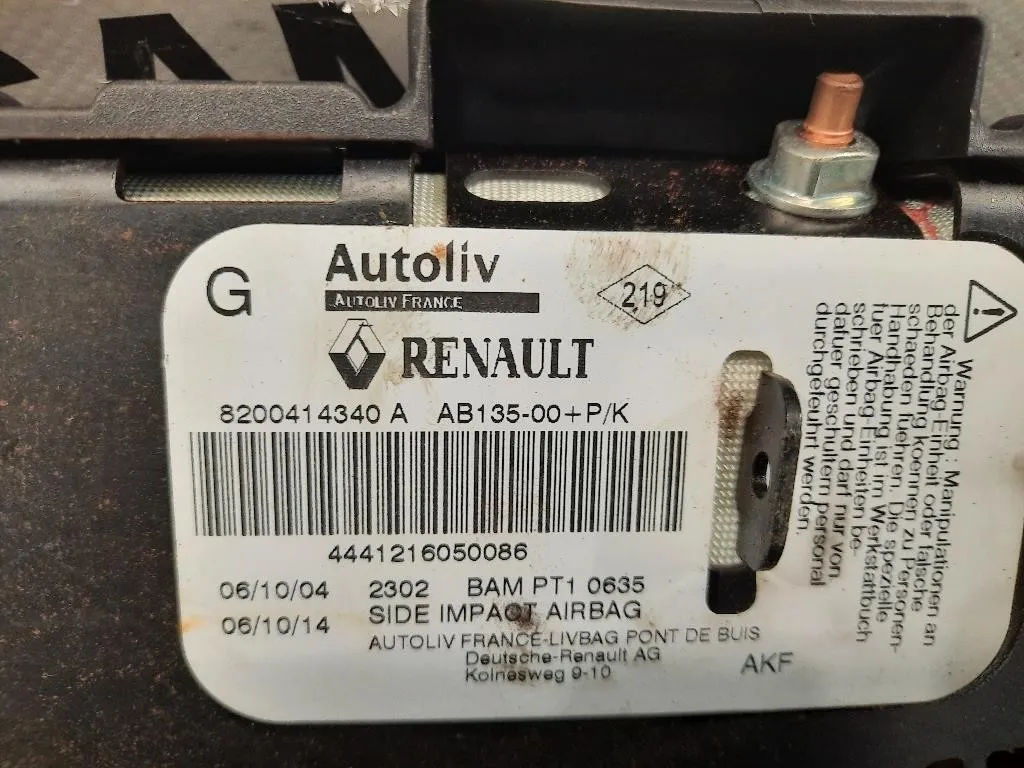 G
Autoliv
AUTOLIV FRANCE
219
RENAULT
8200414340 A AB135-00+P/K
4441216050086
06/10/04 2302 BAM PT1 0635
06/10/14 SIDE IMPACT AIRBAG
AUTOLIV FRANCE-LIVBAG PONT DE BUIS
Deutsche-Renault AG
Kolnesweg 9-10
AKF
Warnung : Manipulationen an
der Airbag-Einheit oder falsche
Behandlung koennen zu Personen-
schaeden fuehren. Die spezielle
Handhabung ist im Werkstattbuch
fuer Airbag-Einheiten be-
schrieben und darf nur von
dafuer geschultem personal
durchgefeuhrt werden.